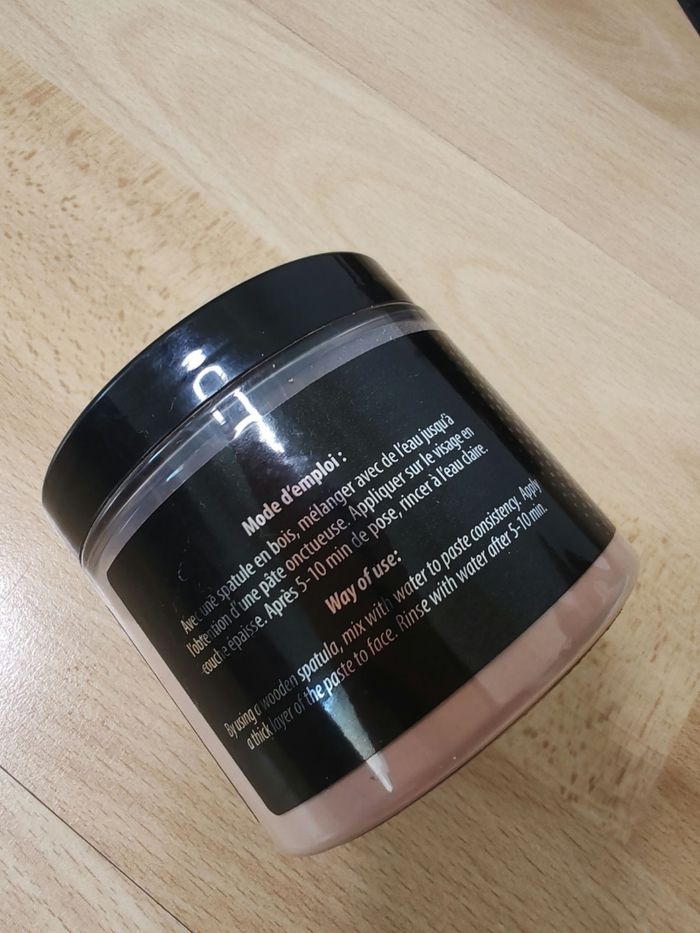 Mode d'emploi :
Avec une spatule en bois, mélanger avec de l'eau jusqu'à
l'obtention d'une pâte onctueuse. Appliquer sur le visage en
couche épaisse. Après 5-10 min de pose, rincer à l'eau claire.
Way of use:
By using a wooden spatula, mix with water to paste consistency. Apply
a thick layer of the paste to face. Rinse with water after 5-10 min.